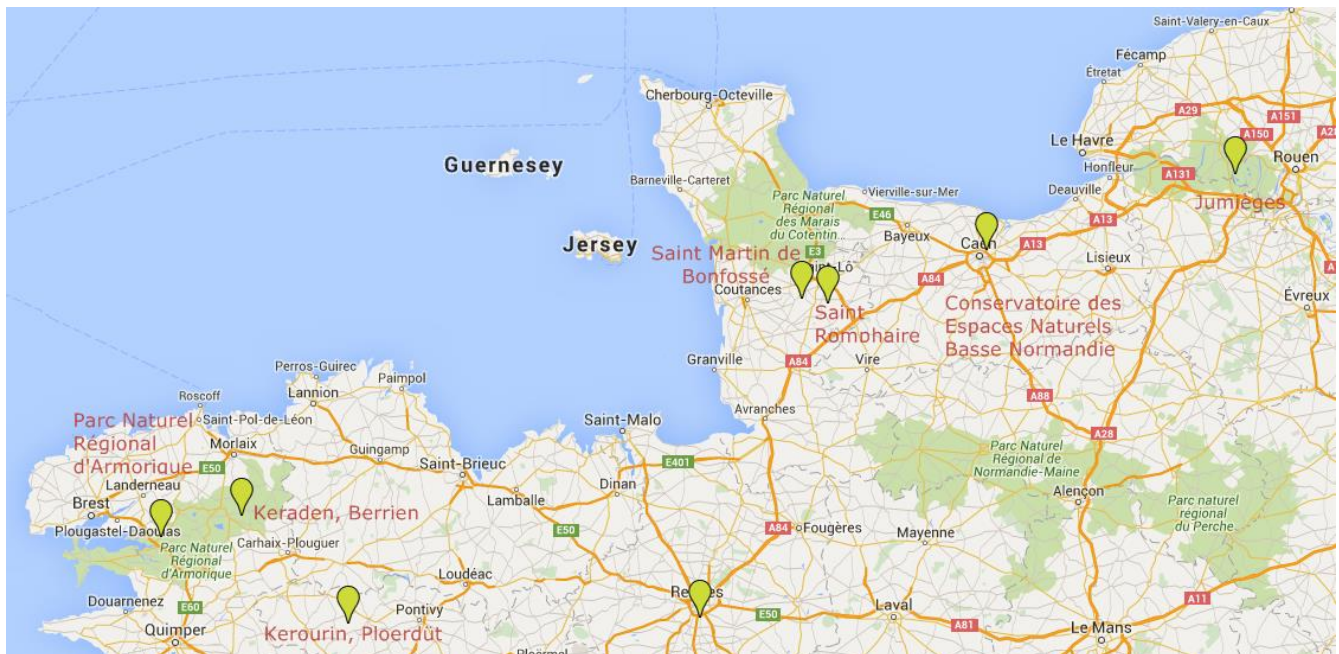 Saint-Valery-en-Caux
Fécamp
Étretat
Cherbourg-Octeville
A29
A151
A150
A28
Le Havre
Rouen
Guernesey
Honfleur
Barneville-Carteret
Vierville-sur-Mer
Deauville
A131
Parc Naturel
Régional
des Marais
du Cotentin...
E46
Jumièges
A13
Bayeux
Jersey
Caen
A13
E3
Saint Martin de
Bonfossé
Lisieux
A84
Coutances
Évreux
Saint
Romphaire
Conservatoire des
Espaces Naturels
Basse Normandie
Granville
A84
Vire
Perros-Guirec
Paimpol
Roscoff
Lannion
A88
Avranches
Parc Naturel
Régional
d'Armorique
Saint-Pol-de-Léon
Saint-Malo
A28
Morlaix
Guingamp
Parc Naturel
Régional de
Normandie-Maine
E50
Saint-Brieuc
E401
Landerneau
Dinan
Alençon
Lamballe
Parc naturel
régional
du Perche
Brest
Keraden, Berrien
Plougastel-Daoulas
E50
A84
Fougères
Mayenne
Carhaix-Plouguer
Parc Naturel
Régional
d'Armorique
Loudéac
Rennes
A11
Douarnenez
E60
Pontivy
E50
Laval
A81
Quimper
Kerourin, Ploerdüt
Le Mans